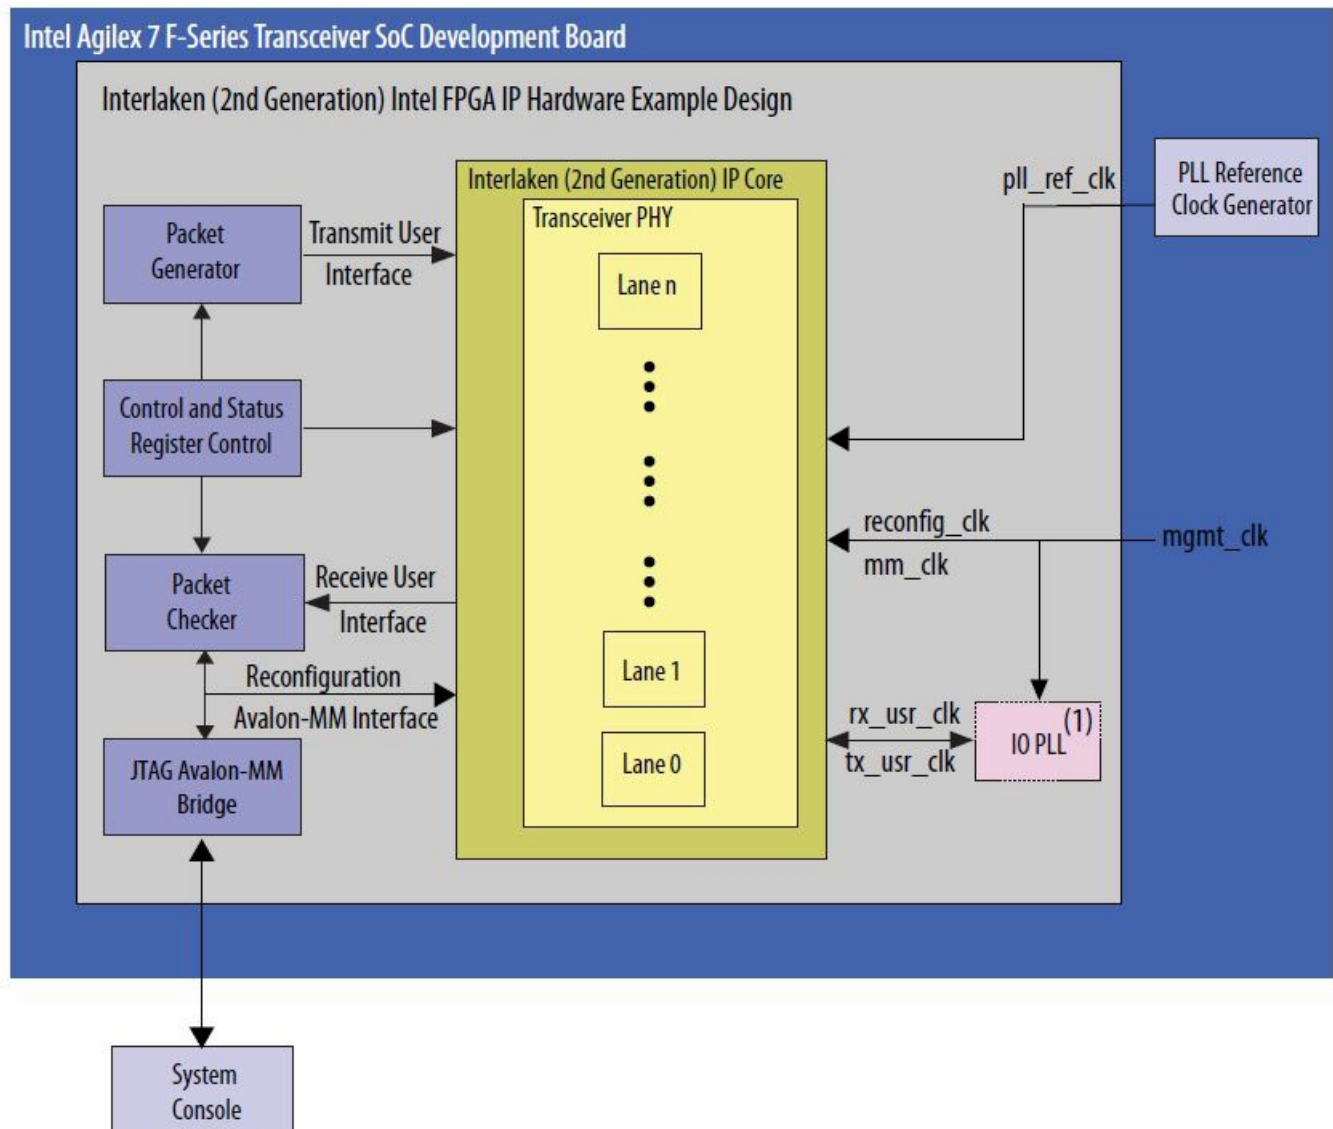 Intel Agilex 7 F-Series Transceiver SoC Development Board
Interlaken (2nd Generation) Intel FPGA IP Hardware Example Design
Interlaken (2nd Generation) IP Core
Transceiver PHY
Packet
Generator
Transmit User
Interface
Lane n
pll_ref_clk
PLL Reference
Clock Generator
Control and Status
Register Control
reconfig_clk
mm_clk
mgmt_clk
Packet
Checker
Receive User
Interface
Reconfiguration
Avalon-MM Interface
Lane 1
rx_usr_clk
tx_usr_clk
IO PLL
(1)
JTAG Avalon-MM
Bridge
Lane 0
System
Console